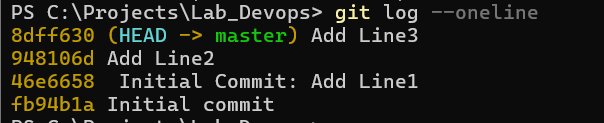 PS C:\Projects\Lab_Devops> git log --oneline
8dff630 (HEAD -> master) Add Line3
948106d Add Line2
46e6658  Initial Commit: Add Line1
fb94b1a Initial commit